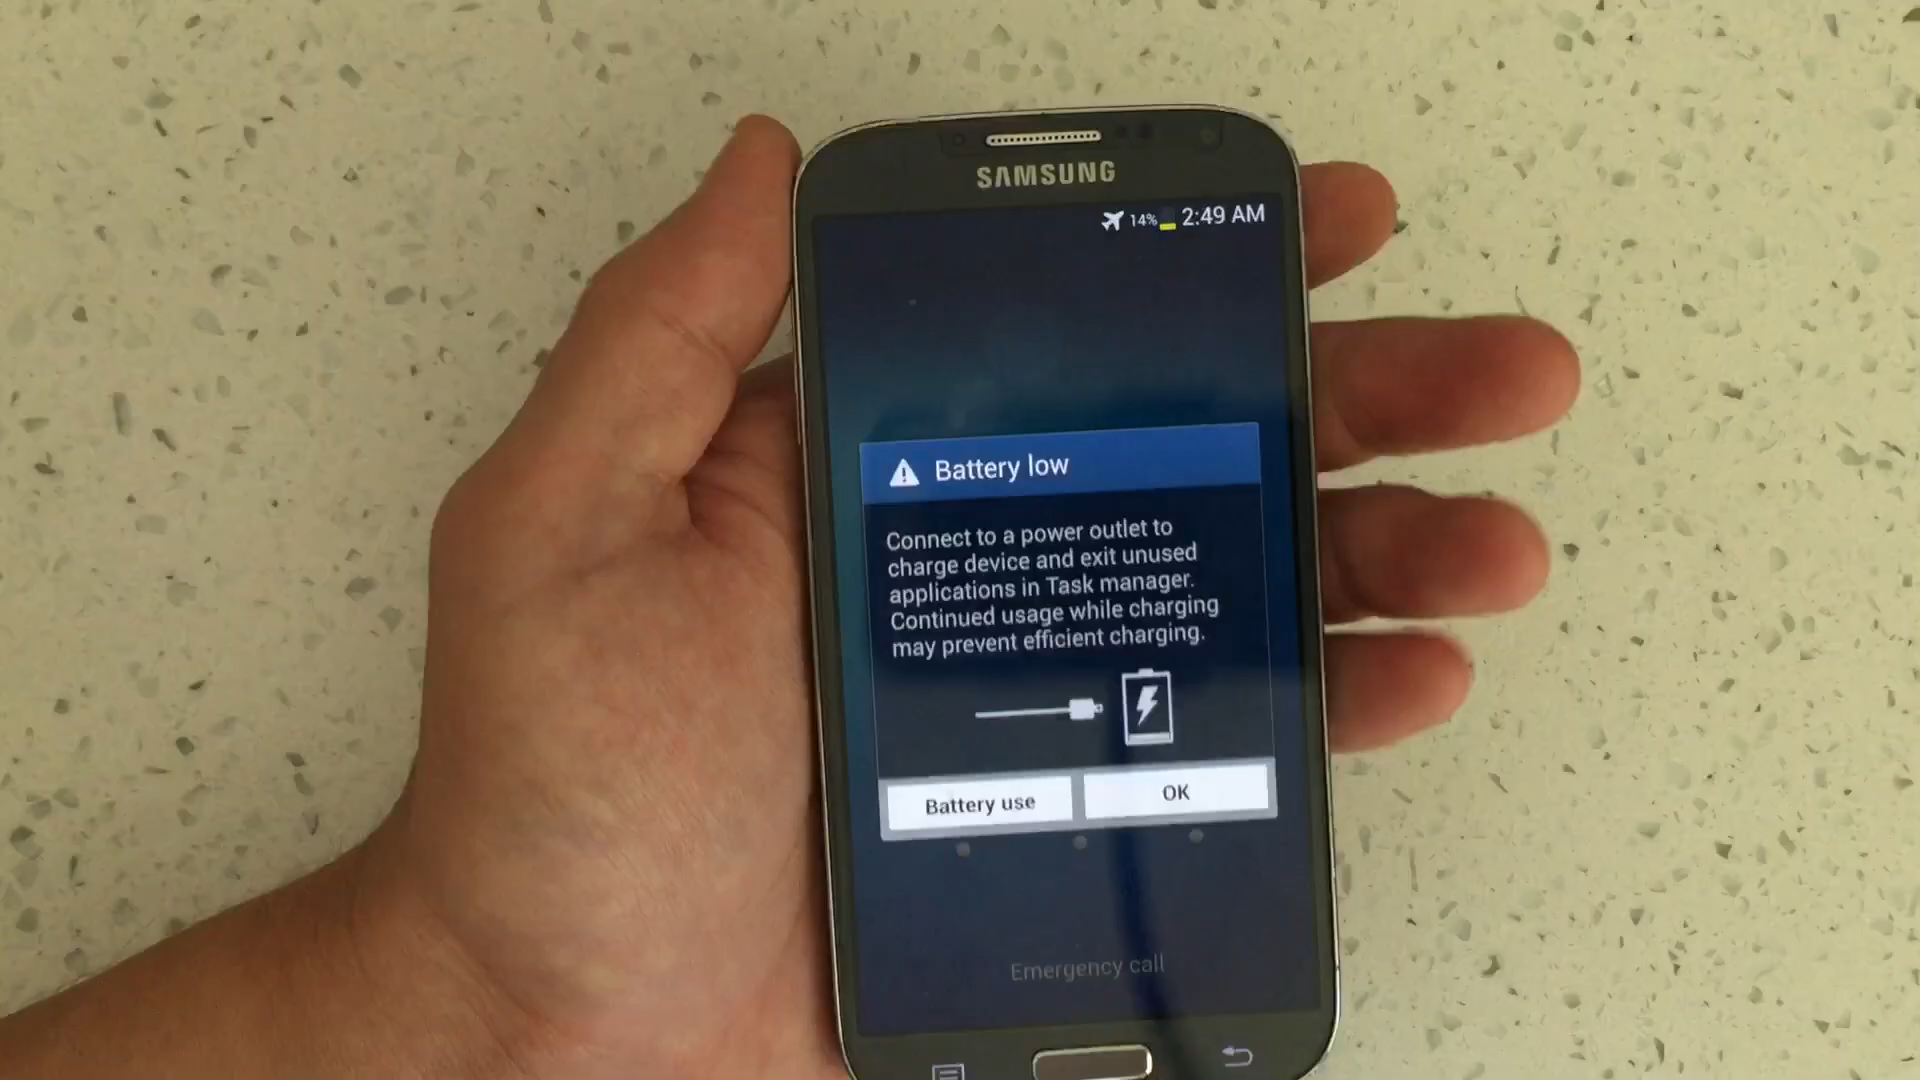 SAMSUNG
14% 2:49 AM
Battery low
Connect to a power outlet to
charge device and exit unused
applications in Task manager.
Continued usage while charging
may prevent efficient charging.
Battery use OK
Emergency call